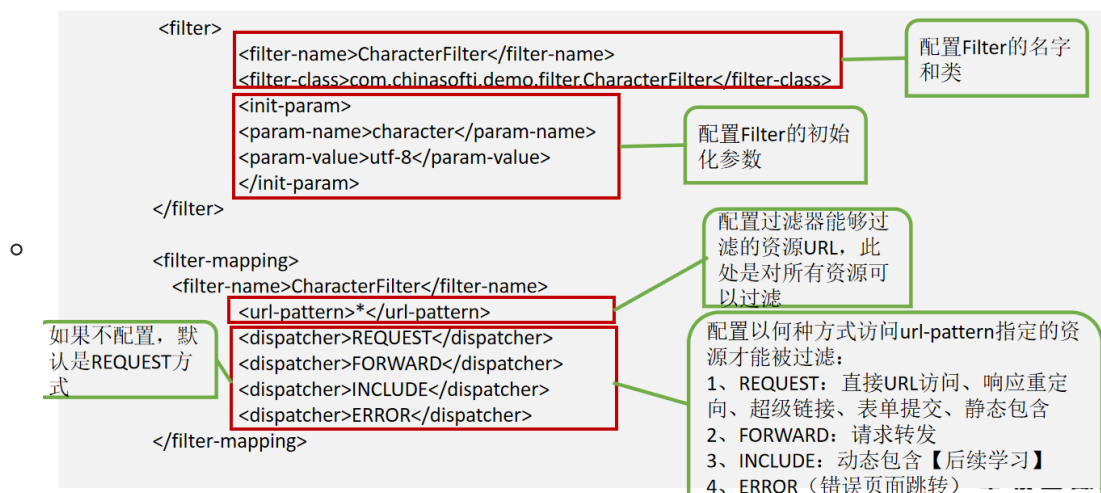 <filter>
<filter-name>CharacterFilter</filter-name>
<filter-class>com.chinasofti.demo.filter.CharacterFilter</filter-class>
<init-param>
<param-name>character</param-name>
<param-value>utf-8</param-value>
</init-param>
</filter>
<filter-mapping>
<filter-name>CharacterFilter</filter-name>
<url-pattern>*</url-pattern>
<dispatcher>REQUEST</dispatcher>
<dispatcher>FORWARD</dispatcher>
<dispatcher>INCLUDE</dispatcher>
<dispatcher>ERROR</dispatcher>
</filter-mapping>
配置Filter的名字
和类
配置Filter的初始
化参数
配置过滤器能够过
滤的资源URL，此
处是对所有资源可
以过滤
如果不配置，默
认是REQUEST方
式
配置以何种方式访问url-pattern指定的资
源才能被过滤：
1、REQUEST：直接URL访问、响应重定
向、超级链接、表单提交、静态包含
2、FORWARD：请求转发
3、INCLUDE：动态包含【后续学习】
4、ERROR（错误页面跳转）